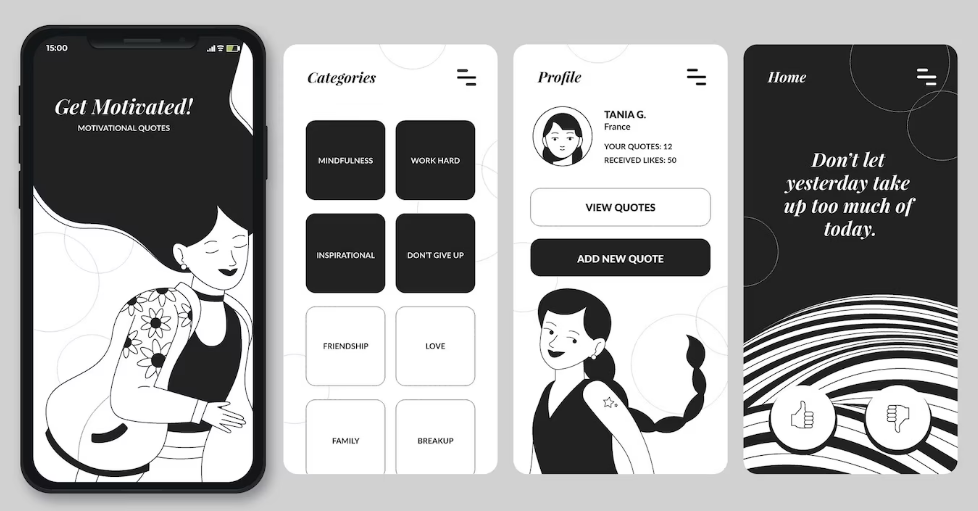 15:00
Get Motivated!
MOTIVATIONAL QUOTES
Categories
MINDFULNESS
WORK HARD
INSPIRATIONAL
DON'T GIVE UP
FRIENDSHIP
LOVE
FAMILY
BREAKUP
Profile
TANIA G.
France
YOUR QUOTES: 12
RECEIVED LIKES: 50
VIEW QUOTES
ADD NEW QUOTE
Home
Don't let
yesterday take
up too much of
today.